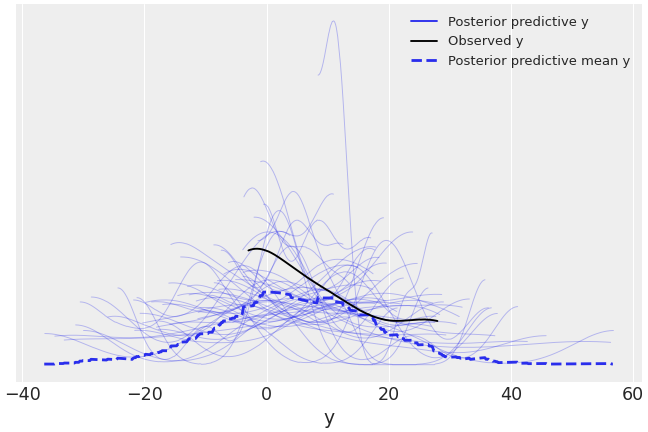 Posterior predictive y
Observed y
Posterior predictive mean y
−40 −20 0 20 40 60
y